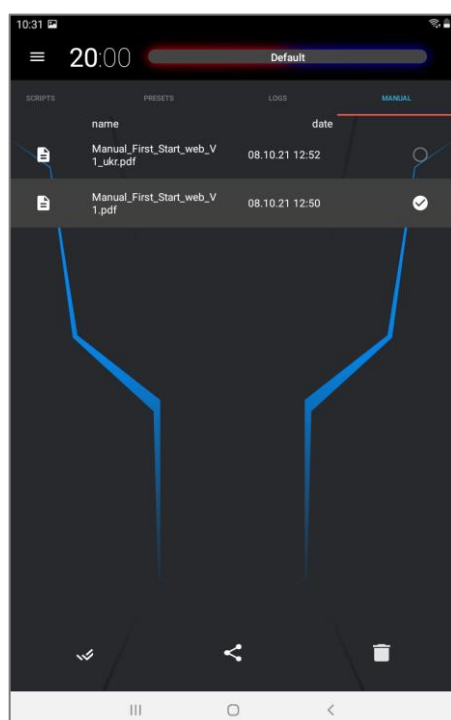 10:31
20:00 Default
SCRIPTS PRESETS LOGS MANUAL
name date
Manual_First_Start_web_V
1_ukr.pdf 08.10.21 12:52
Manual_First_Start_web_V
1.pdf 08.10.21 12:50